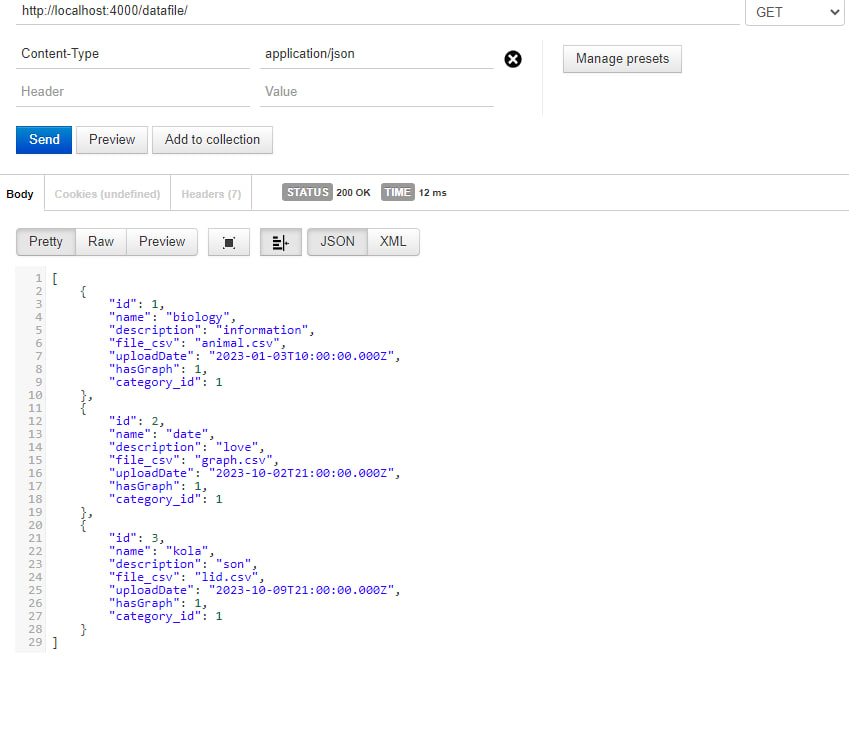 http://localhost:4000/datafile/ GET
Content-Type application/json Manage presets
Header Value
Send Preview Add to collection
Body Cookies (undefined) Headers (7) STATUS 200 OK TIME 12 ms
Pretty Raw Preview JSON XML
1 [
2 {
3 "id": 1,
4 "name": "biology",
5 "description": "information",
6 "file_csv": "animal.csv",
7 "uploadDate": "2023-01-03T10:00:00.000Z",
8 "hasGraph": 1,
9 "category_id": 1
10 },
11 {
12 "id": 2,
13 "name": "date",
14 "description": "love",
15 "file_csv": "graph.csv",
16 "uploadDate": "2023-10-02T21:00:00.000Z",
17 "hasGraph": 1,
18 "category_id": 1
19 },
20 {
21 "id": 3,
22 "name": "kola",
23 "description": "son",
24 "file_csv": "lid.csv",
25 "uploadDate": "2023-10-09T21:00:00.000Z",
26 "hasGraph": 1,
27 "category_id": 1
28 }
29 ]